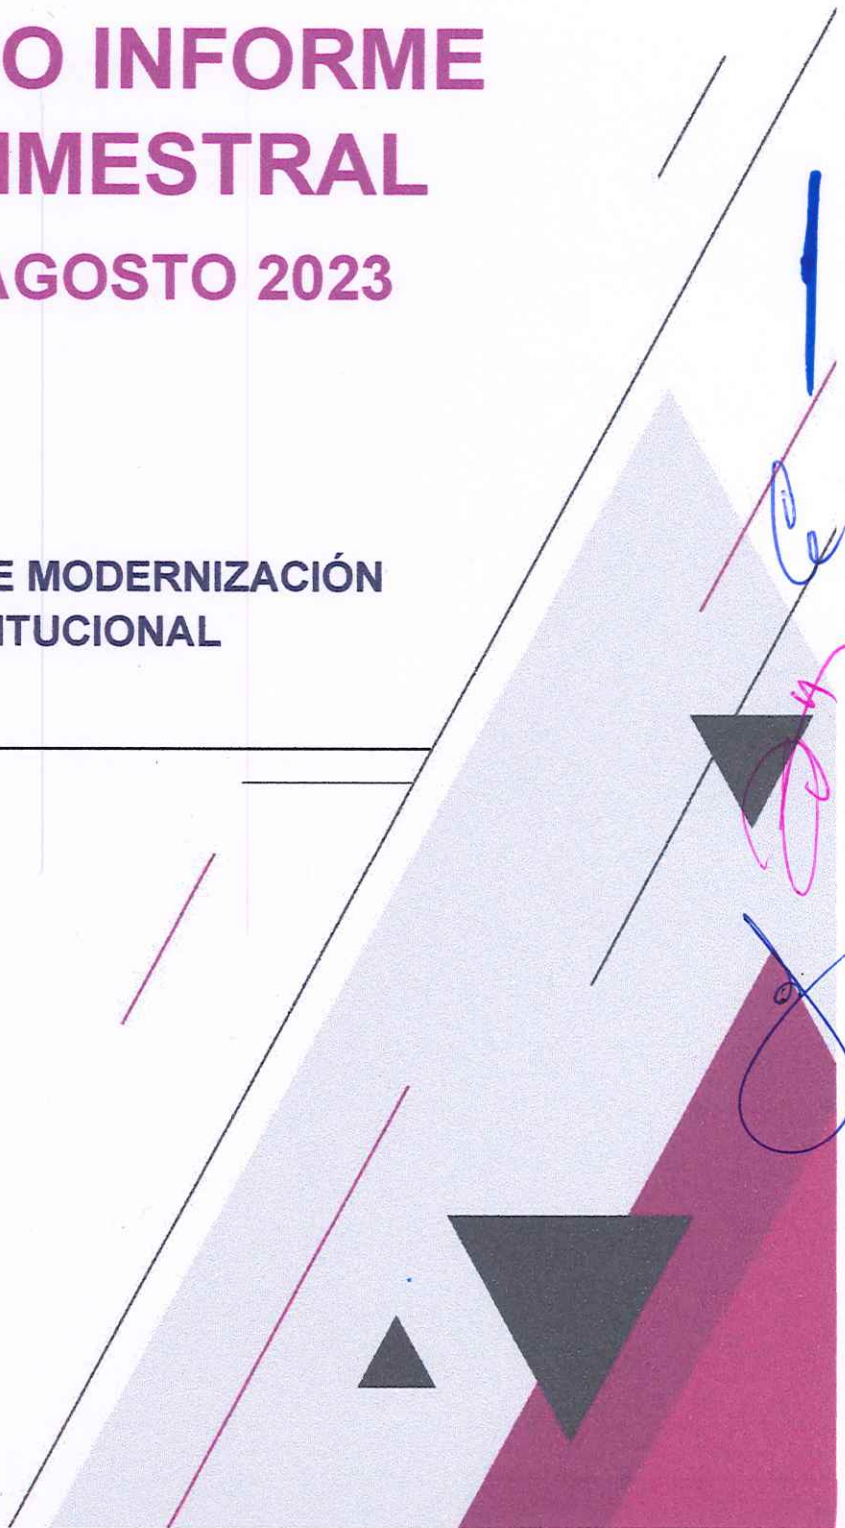 O INFORME
IMESTRAL
AGOSTO 2023
E MODERNIZACIÓN
ITUCIONAL